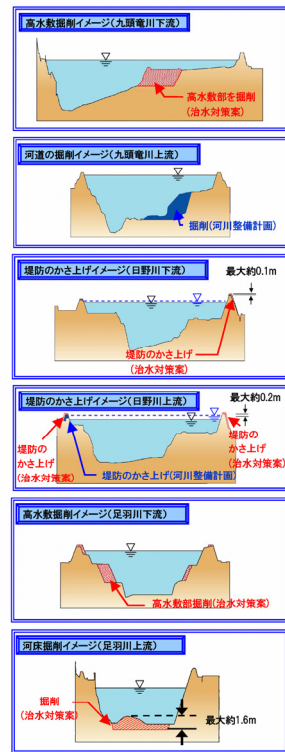 高水敷掘削イメージ(九頭竜川下流)
高水敷部を掘削
(治水対策案)
河道の掘削イメージ(九頭竜川上流)
掘削(河川整備計画)
堤防のかさ上げイメージ(日野川下流)
最大約0.1m
堤防のかさ上げ
(治水対策案)
堤防のかさ上げイメージ(日野川上流)
最大約0.2m
堤防の
かさ上げ
(治水対策案)
堤防のかさ上げ(河川整備計画)
堤防の
かさ上げ
(治水対策案)
高水敷掘削イメージ(足羽川下流)
高水敷部掘削(治水対策案)
河床掘削イメージ(足羽川上流)
掘削
(治水対策案)
最大約1.6m